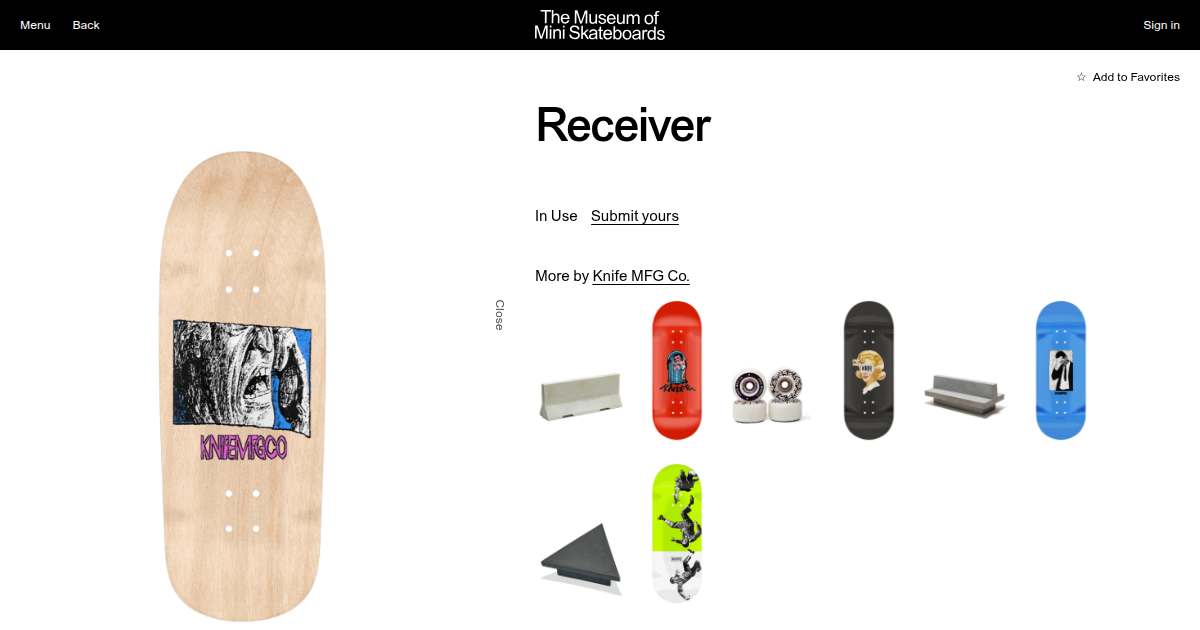 Menu
Back
The Museum of
Mini Skateboards
Sign in
☆ Add to Favorites
Receiver
In Use Submit yours
More by Knife MFG Co.
Close
KNIFEMFGCO